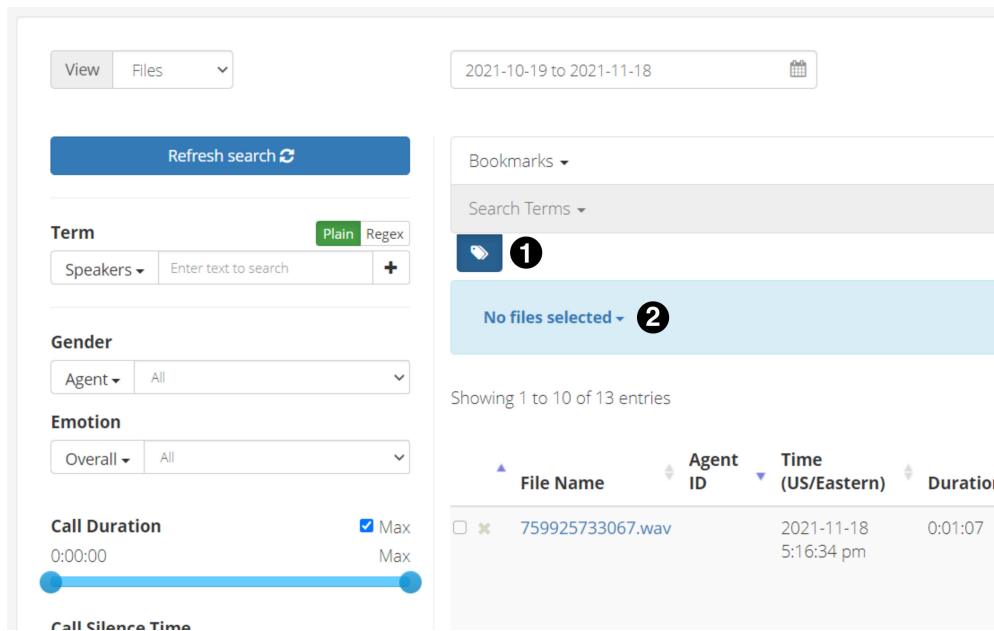 View Files
2021-10-19 to 2021-11-18
Refresh search
Bookmarks
Search Terms
Term Plain Regex
Speakers Enter text to search +
1
No files selected 2
Gender
Agent All
Showing 1 to 10 of 13 entries
Emotion
Overall All
File Name Agent ID Time (US/Eastern) Duration
Call Duration Max
0:00:00 Max
759925733067.wav 2021-11-18 5:16:34 pm 0:01:07
Call Silence Time